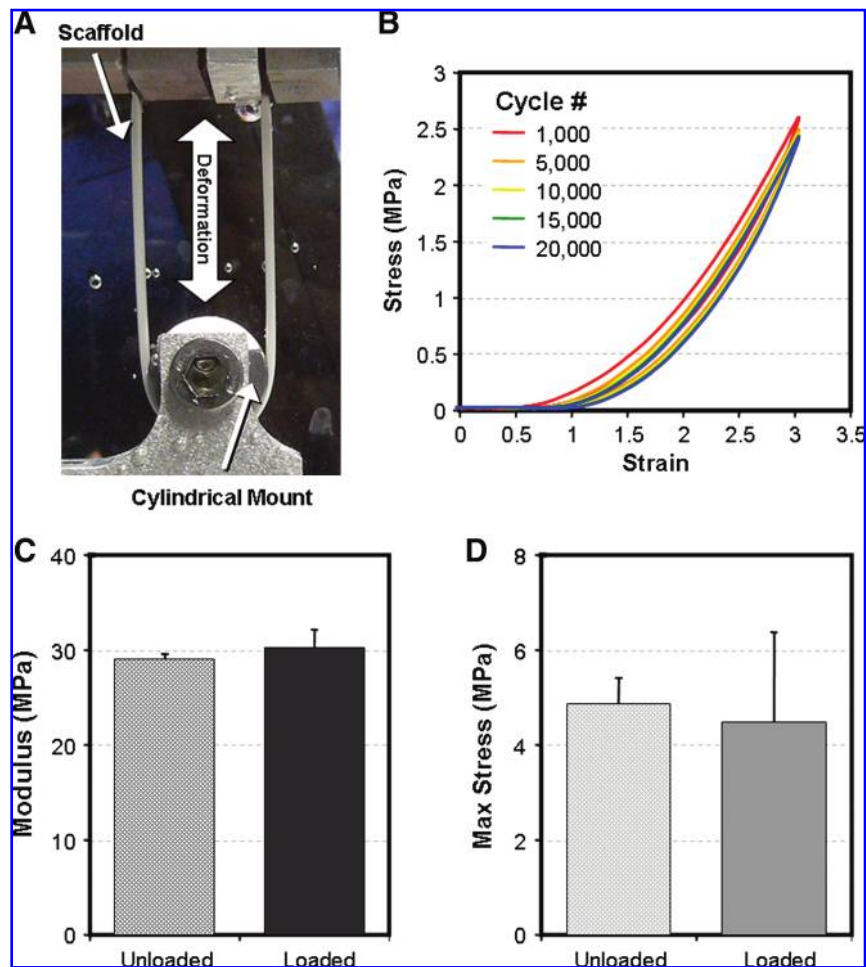 A
Scaffold
Deformation
Cylindrical Mount
B
Stress (MPa)
3
2.5
2
1.5
1
0.5
0
Cycle #
1,000
5,000
10,000
15,000
20,000
0 0.5 1 1.5 2 2.5 3 3.5
Strain
C
Modulus (MPa)
40
30
20
10
0
Unloaded Loaded
D
Max Stress (MPa)
8
6
4
2
0
Unloaded Loaded